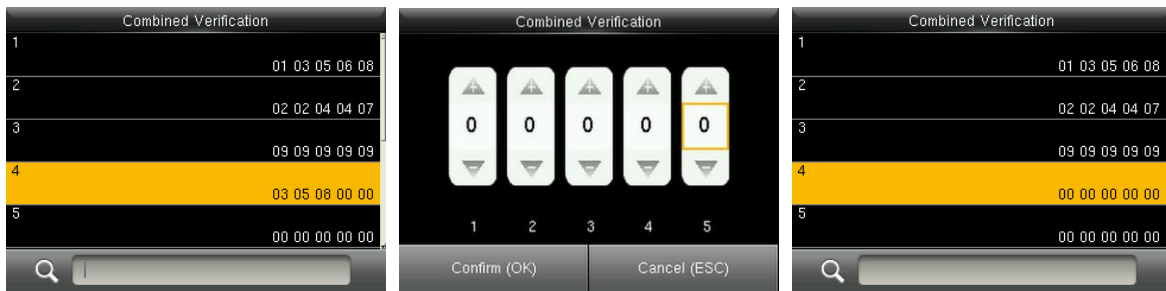 Combined Verification
1
01 03 05 06 08
2
02 02 04 04 07
3
09 09 09 09 09
4
03 05 08 00 00
5
00 00 00 00 00
Combined Verification
0 0 0 0 0
1 2 3 4 5
Confirm (OK) Cancel (ESC)
Combined Verification
1
01 03 05 06 08
2
02 02 04 04 07
3
09 09 09 09 09
4
00 00 00 00 00
5
00 00 00 00 00